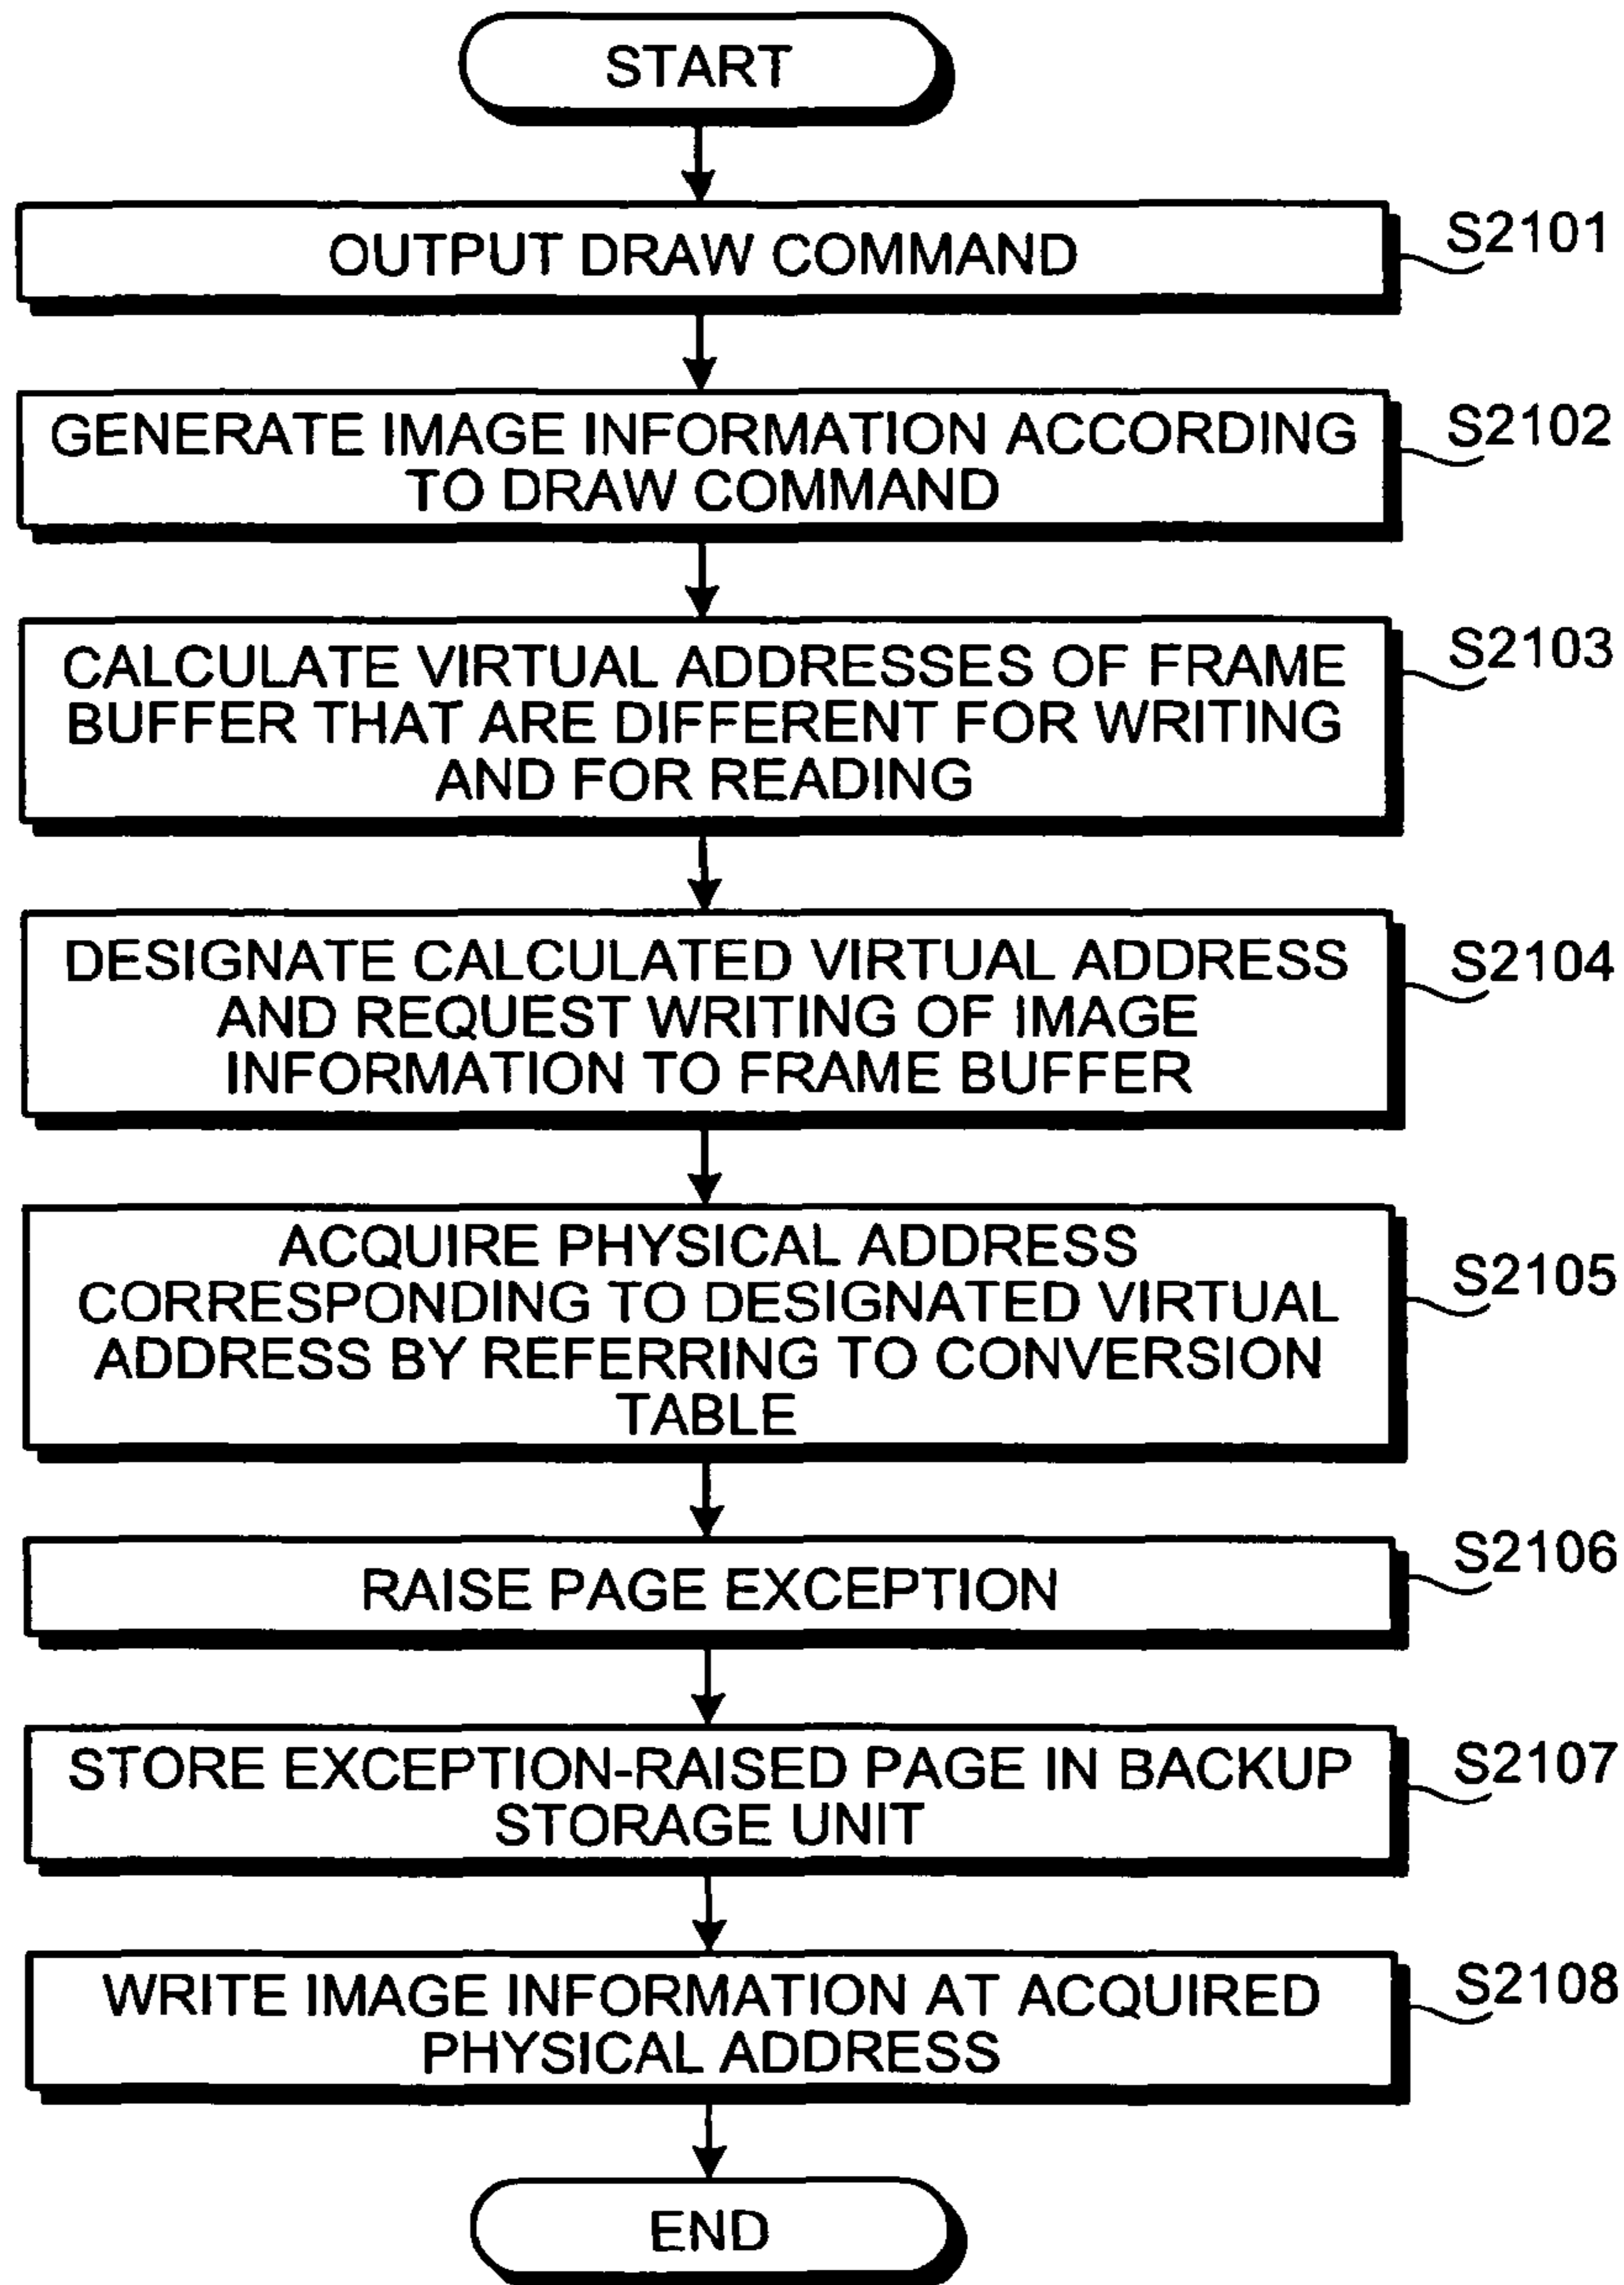 START
OUTPUT DRAW COMMAND
S2101
GENERATE IMAGE INFORMATION ACCORDING
TO DRAW COMMAND
S2102
CALCULATE VIRTUAL ADDRESSES OF FRAME
BUFFER THAT ARE DIFFERENT FOR WRITING
AND FOR READING
S2103
DESIGNATE CALCULATED VIRTUAL ADDRESS
AND REQUEST WRITING OF IMAGE
INFORMATION TO FRAME BUFFER
S2104
ACQUIRE PHYSICAL ADDRESS
CORRESPONDING TO DESIGNATED VIRTUAL
ADDRESS BY REFERRING TO CONVERSION
TABLE
S2105
RAISE PAGE EXCEPTION
S2106
STORE EXCEPTION-RAISED PAGE IN BACKUP
STORAGE UNIT
S2107
WRITE IMAGE INFORMATION AT ACQUIRED
PHYSICAL ADDRESS
S2108
END